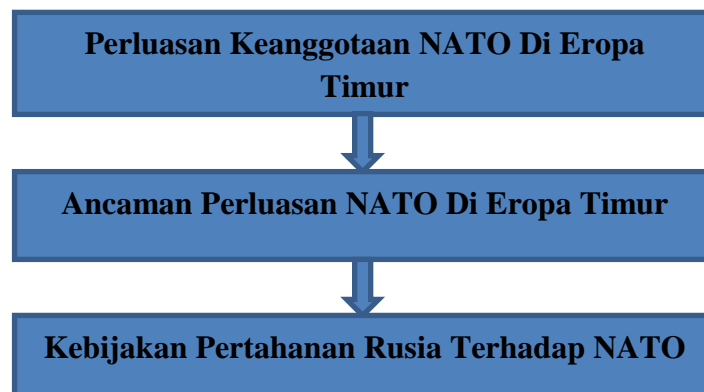 Perluasan Keanggotaan NATO Di Eropa
Timur
Ancaman Perluasan NATO Di Eropa Timur
Kebijakan Pertahanan Rusia Terhadap NATO